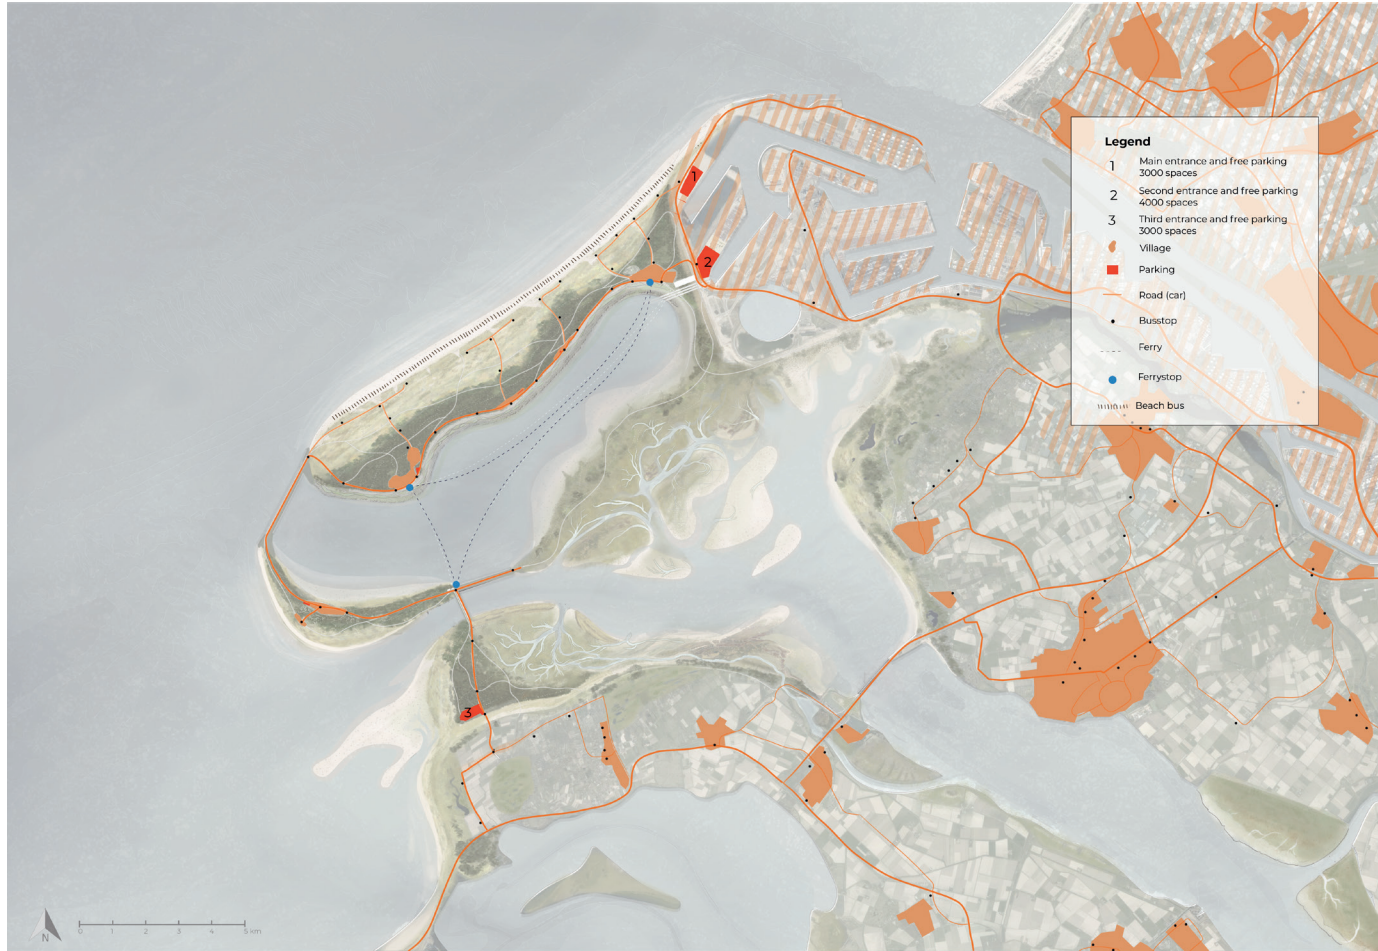 1
2
3
Legend
1 Main entrance and free parking
3000 spaces
2 Second entrance and free parking
4000 spaces
3 Third entrance and free parking
3000 spaces
Village
Parking
Road (car)
Busstop
Ferry
Ferrystop
Beach bus
N
0 1 2 3 4 5 km